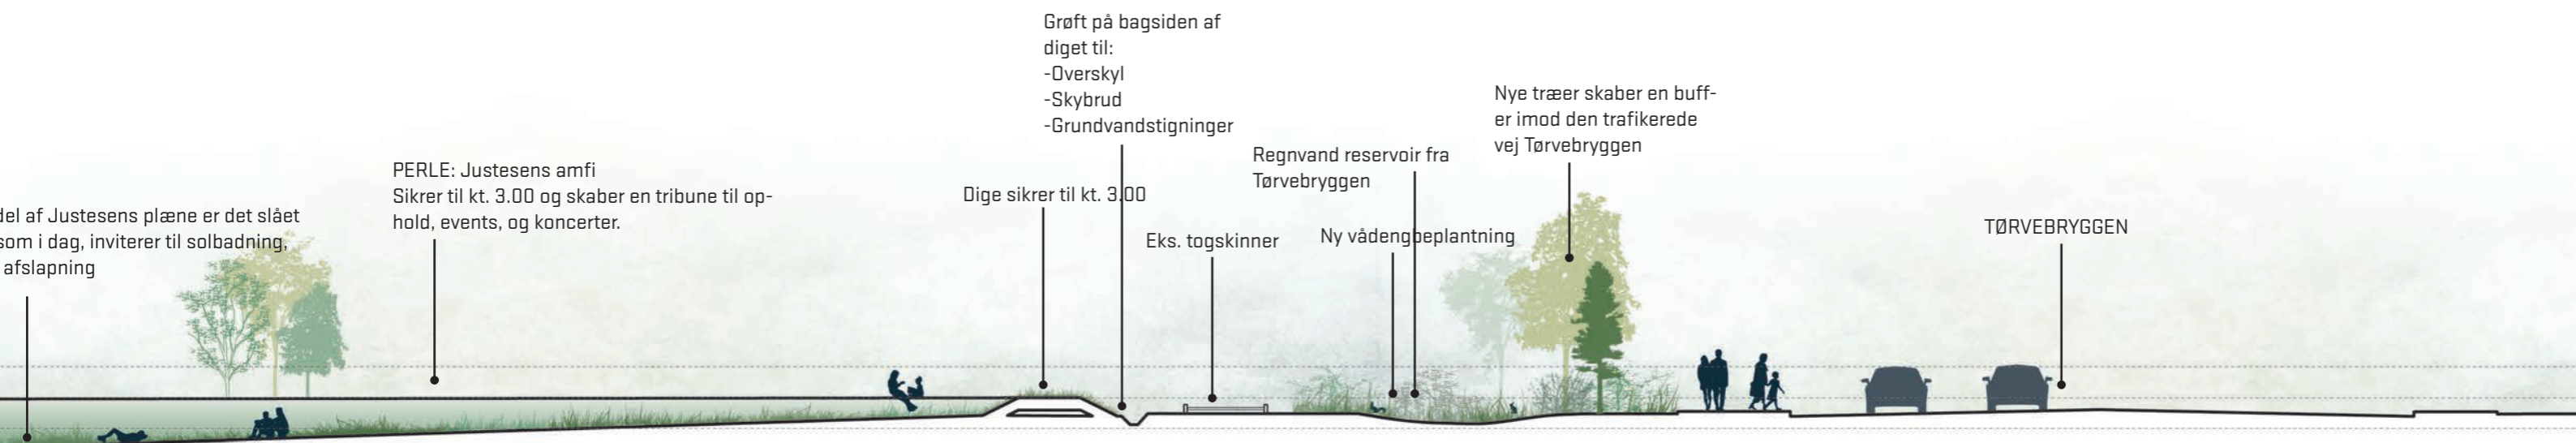 del af Justesens plæne er det slået
som i dag, inviterer til solbadning,
afslapning
PERLE: Justesens amfi
Sikrer til kt. 3.00 og skaber en tribune til op-
hold, events, og koncerter.
Dige sikrer til kt. 3.00
Grøft på bagsiden af
diget til:
-Overskyl
-Skybrud
-Grundvandstigninger
Eks. togskinner
Regnvand reservoir fra
Tørvebryggen
Ny vådengbeplantning
Nye træer skaber en buff-
er imod den trafikerede
vej Tørvebryggen
TØRVEBRYGGEN